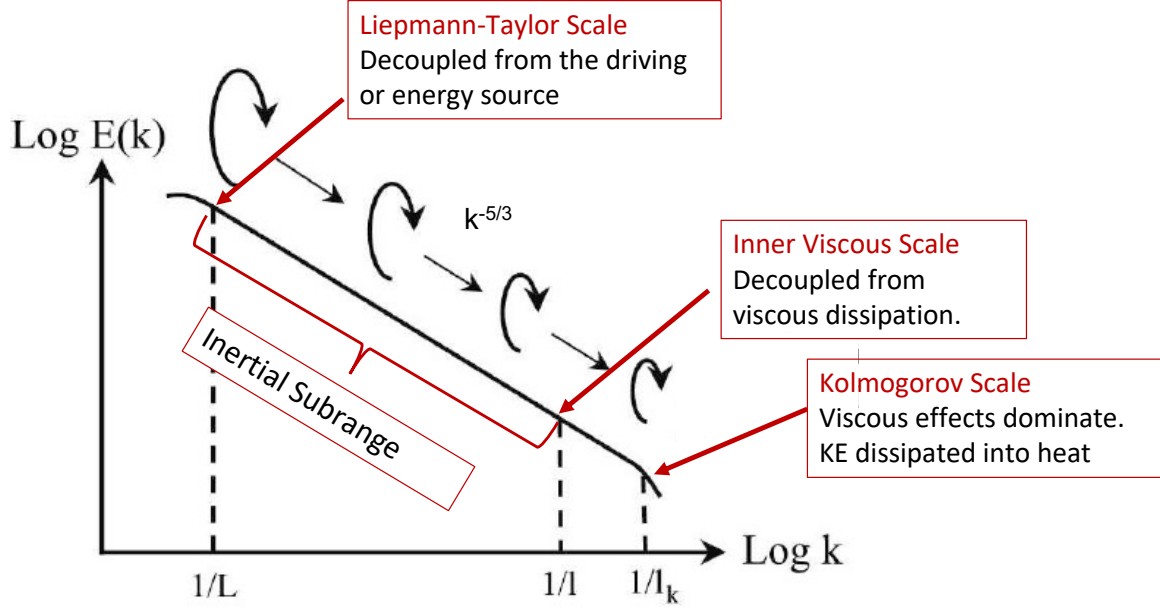 Liepmann-Taylor Scale
Decoupled from the driving
or energy source
Log E(k)
k-5/3
Inner Viscous Scale
Decoupled from
viscous dissipation.
Inertial Subrange
Kolmogorov Scale
Viscous effects dominate.
KE dissipated into heat
Log k
1/L
1/l
1/lk